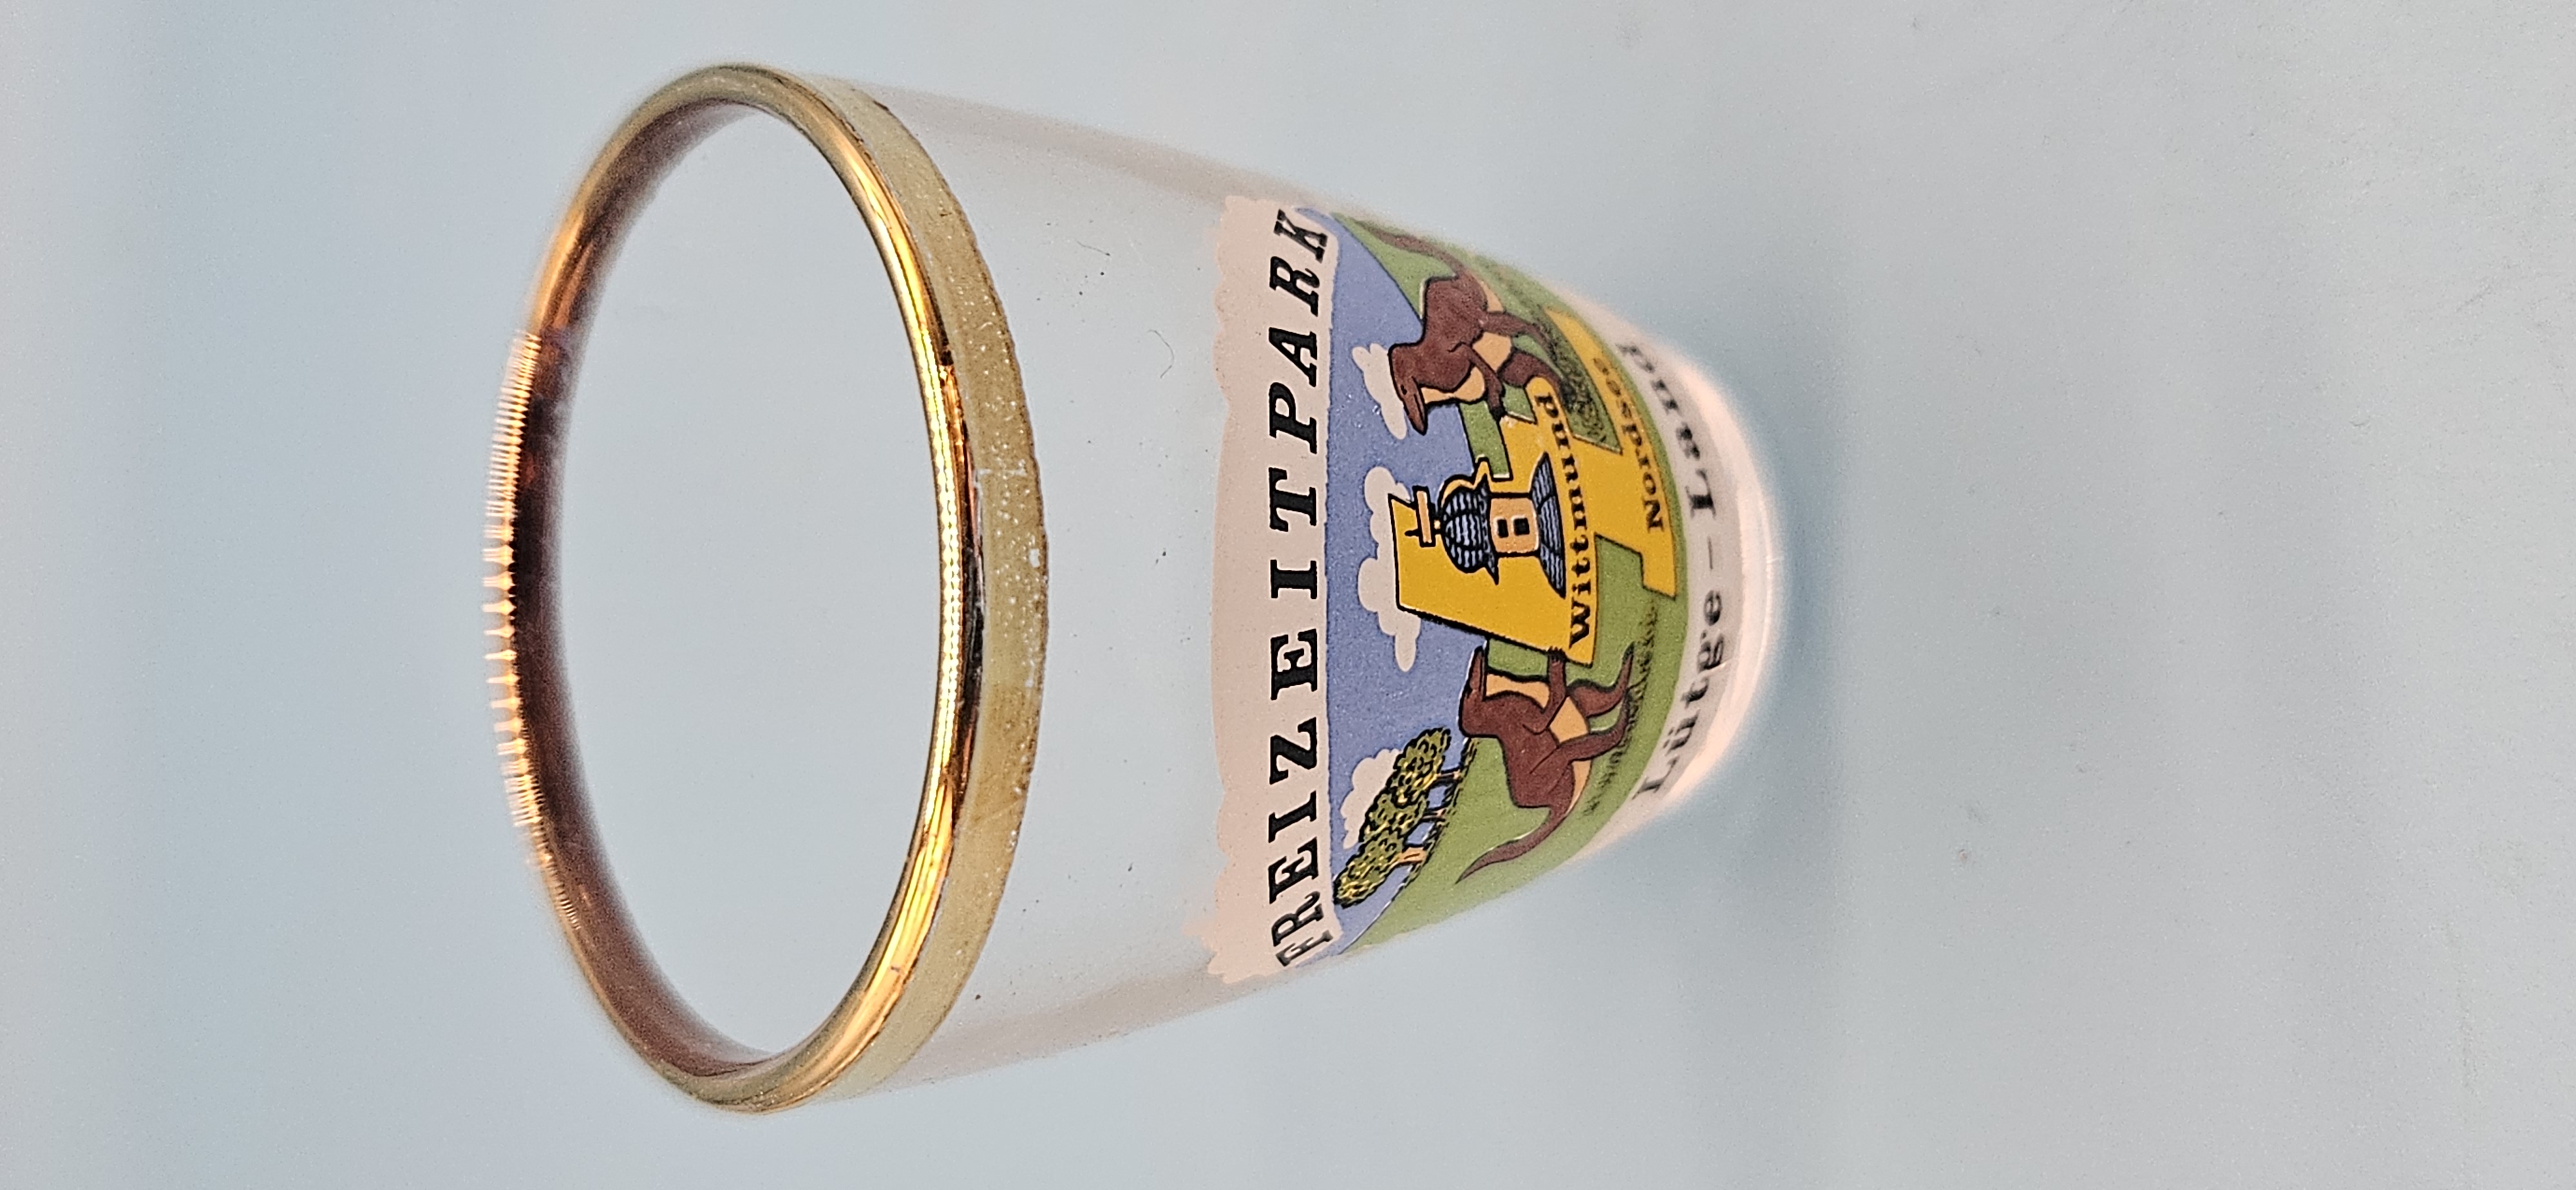 FREIZEITPARK
Wittmund
Nordsee
Lütge - Land